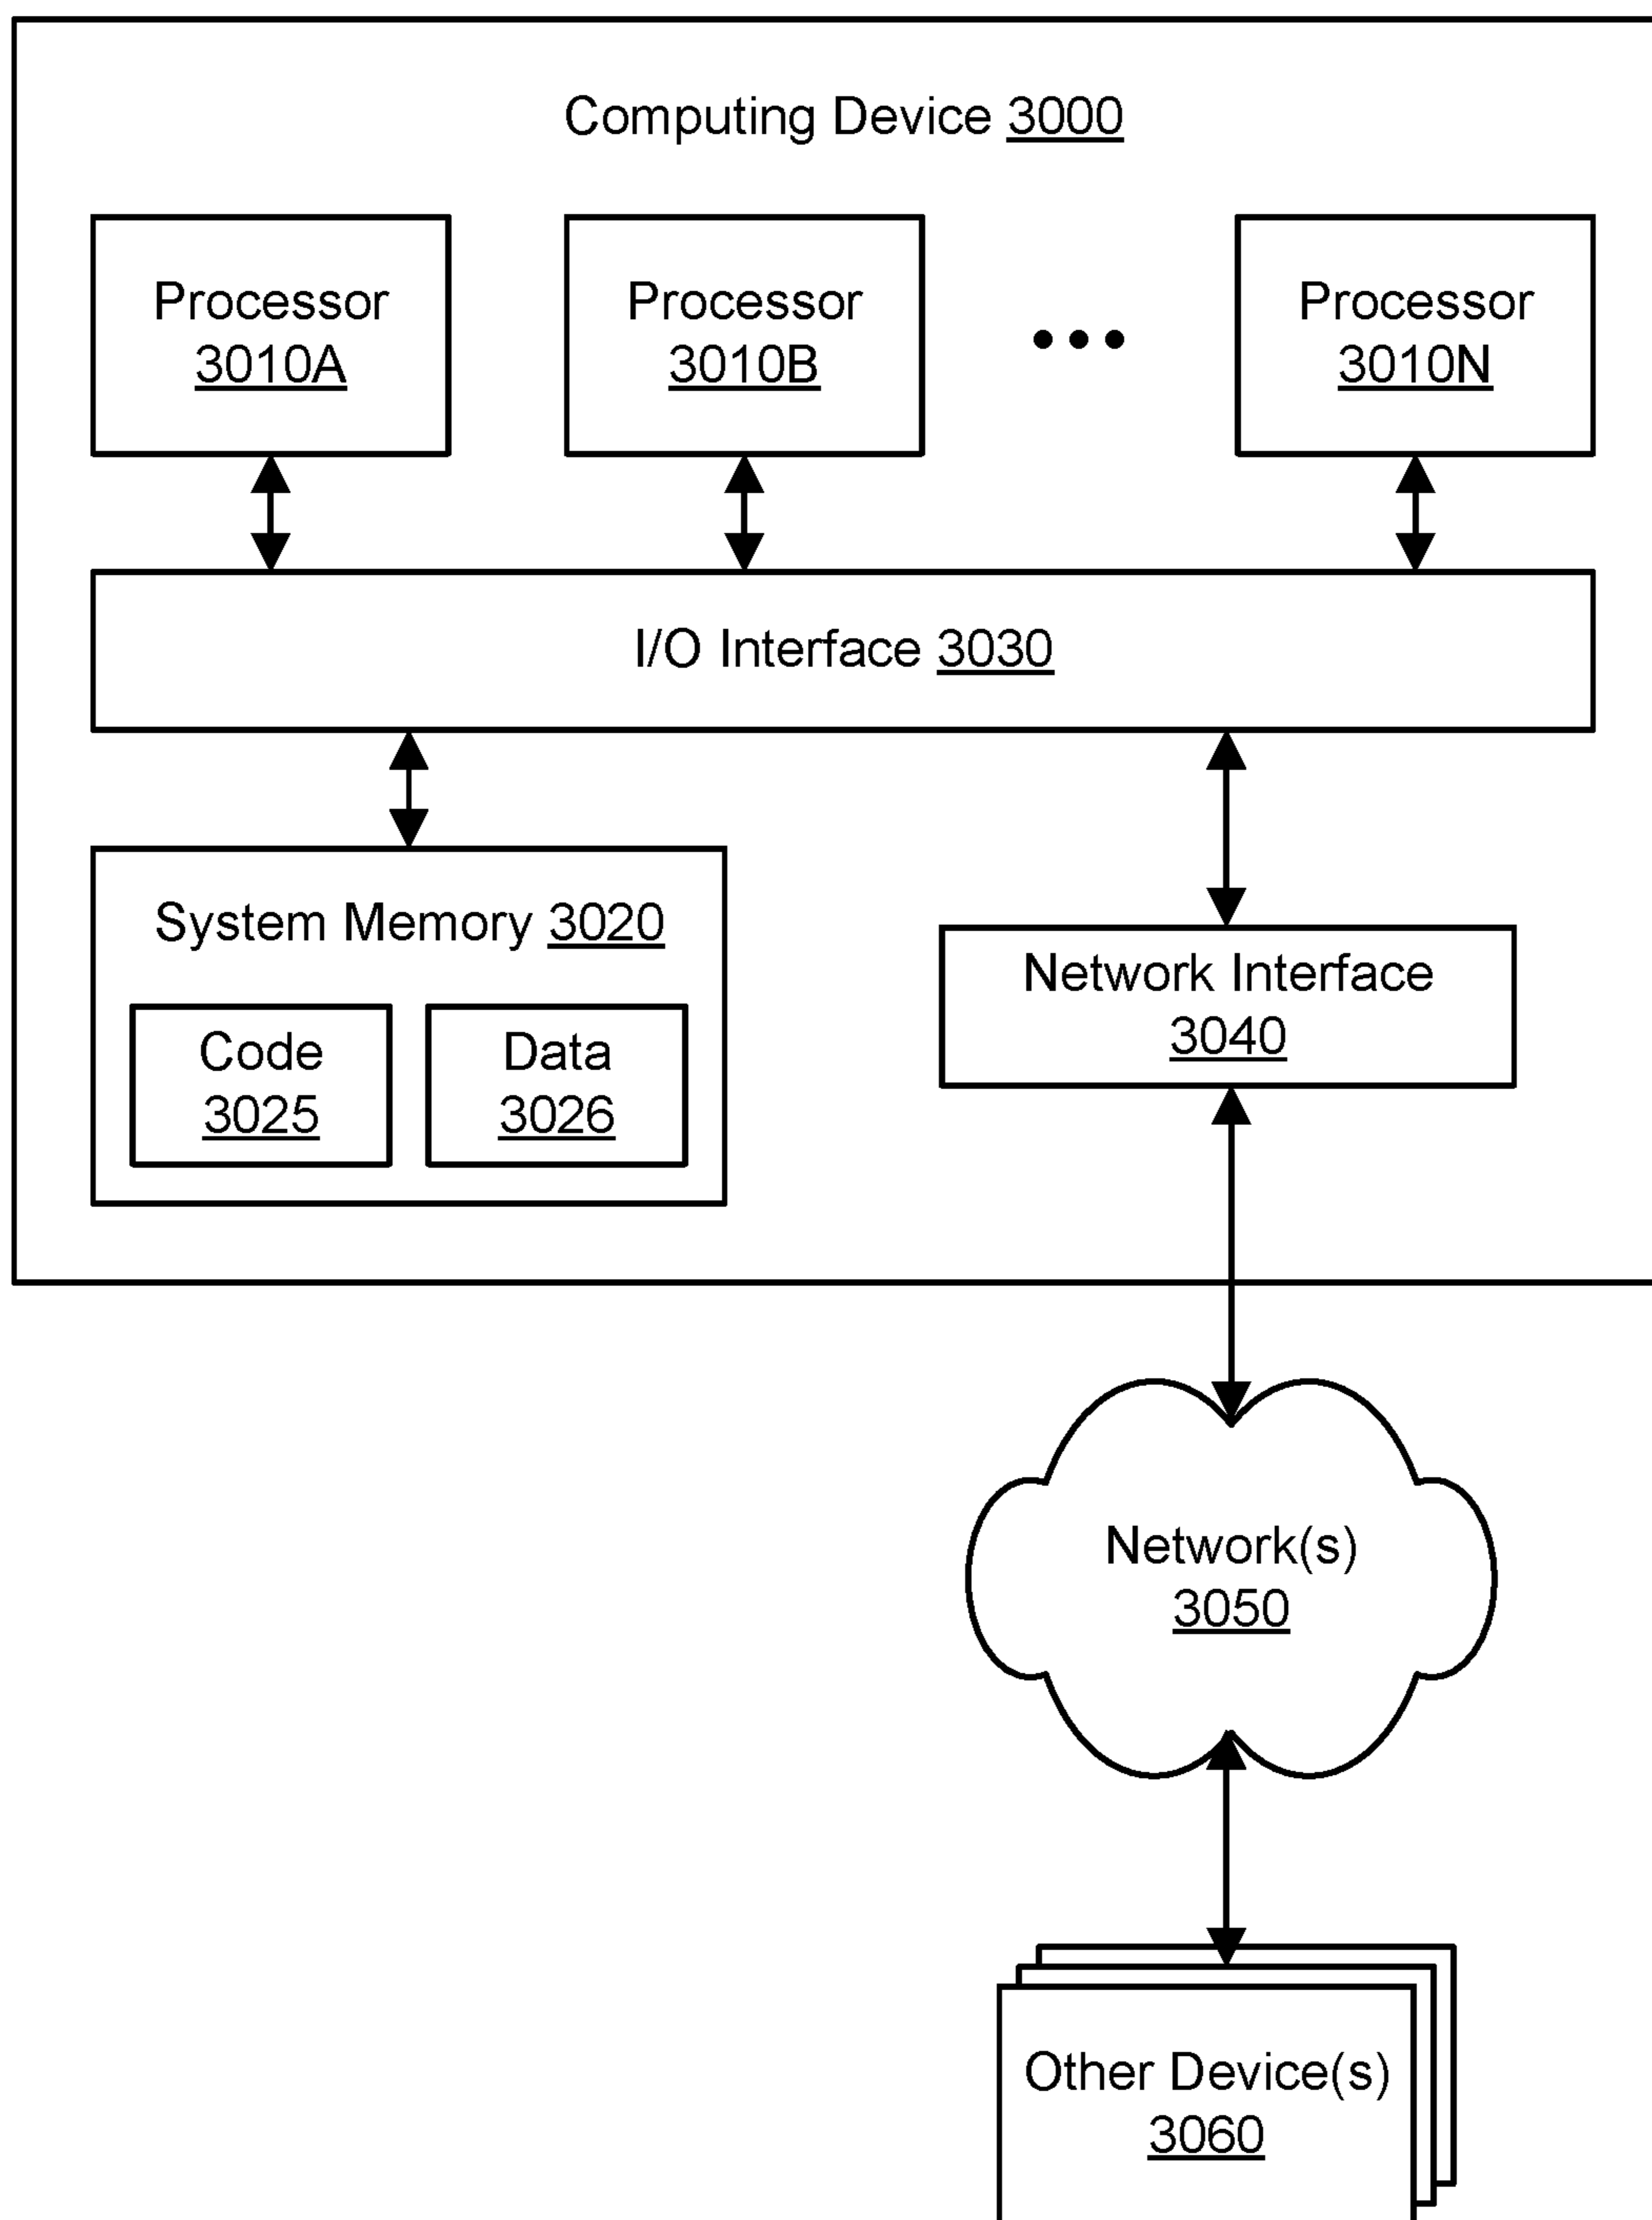 Computing Device 3000
Processor
3010A
Processor
3010B
Processor
3010N
I/O Interface 3030
System Memory 3020
Code
3025
Data
3026
Network Interface
3040
Network(s)
3050
Other Device(s)
3060